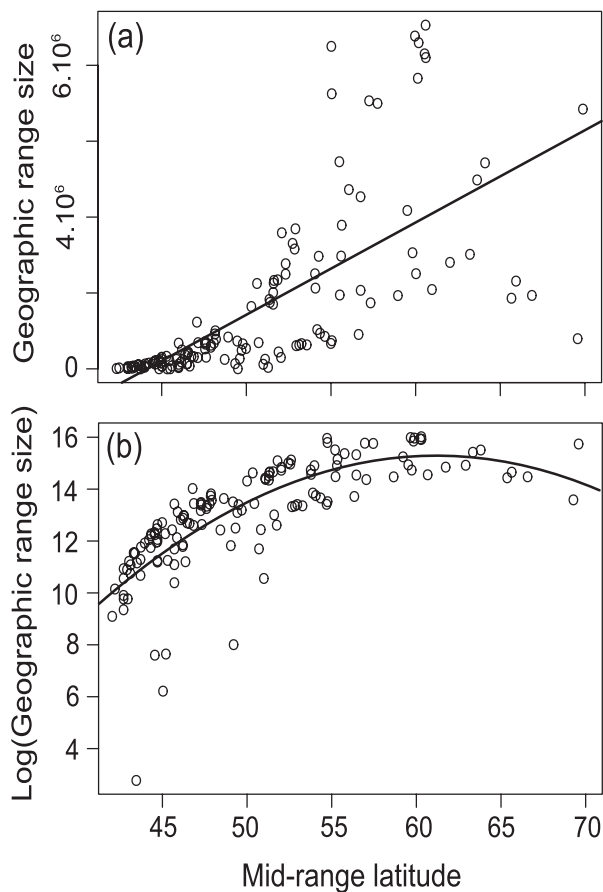 (a)
Geographic range size
6.10⁶
4.10⁶
0
(b)
Log(Geographic range size)
16
14
12
10
8
6
4
45 50 55 60 65 70
Mid-range latitude